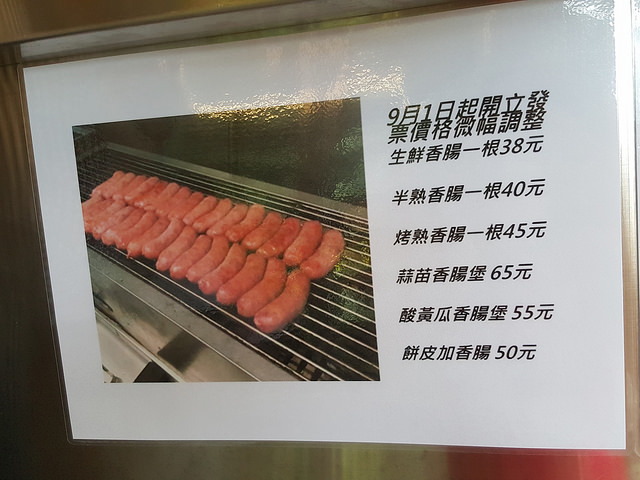 9月1日起開立發
票價格微幅調整
生鮮香腸一根38元
半熟香腸一根40元
烤熟香腸一根45元
蒜苗香腸堡 65元
酸黃瓜香腸堡 55元
餅皮加香腸 50元